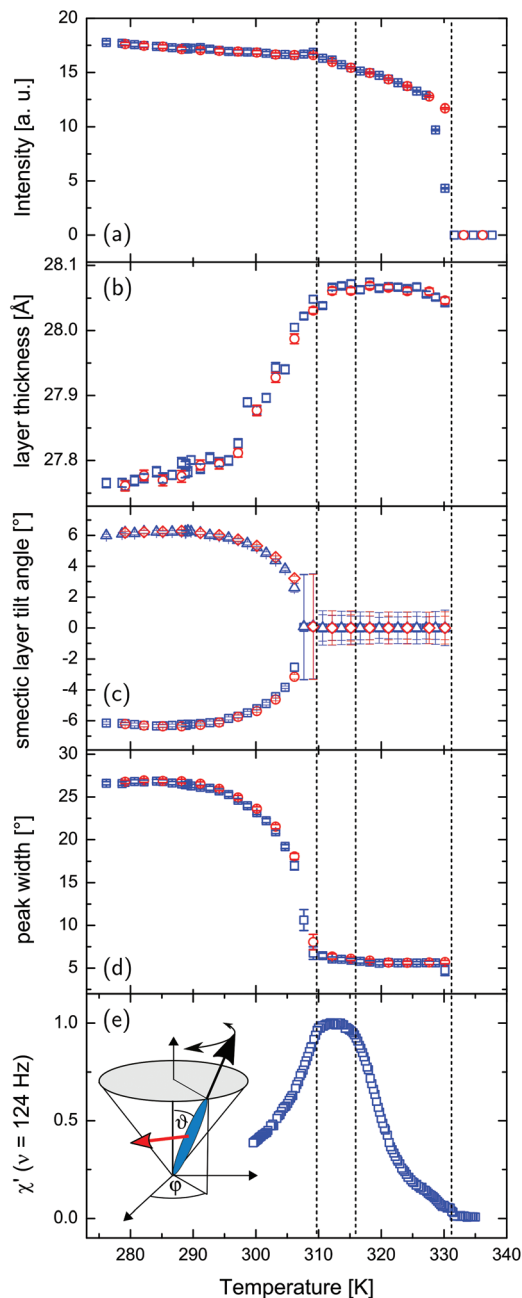 20
15
10
5
0
Intensity [a. u.]
(a)
28.1
28.0
27.9
27.8
layer thickness [Å]
(b)
6
4
2
0
-2
-4
-6
smectic layer tilt angle [°]
(c)
30
25
20
15
10
5
peak width [°]
(d)
1.0
0.5
0.0
χ' (ν = 124 Hz)
(e)
ϑ
φ
280 290 300 310 320 330 340
Temperature [K]